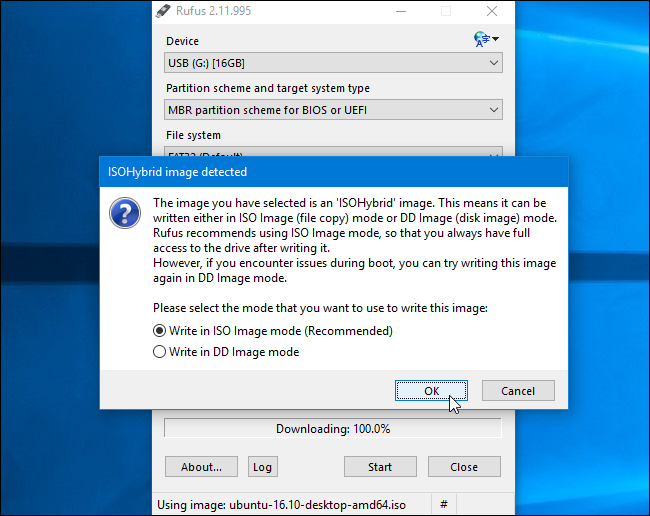 Rufus 2.11.995
Device
USB (G:) [16GB]
Partition scheme and target system type
MBR partition scheme for BIOS or UEFI
File system
FAT32 (Default)
ISOHybrid image detected
The image you have selected is an 'ISOHybrid' image. This means it can be
written either in ISO Image (file copy) mode or DD Image (disk image) mode.
Rufus recommends using ISO Image mode, so that you always have full
access to the drive after writing it.
However, if you encounter issues during boot, you can try writing this image
again in DD Image mode.
Please select the mode that you want to use to write this image:
Write in ISO Image mode (Recommended)
Write in DD Image mode
OK Cancel
Downloading: 100.0%
About... Log Start Close
Using image: ubuntu-16.10-desktop-amd64.iso #